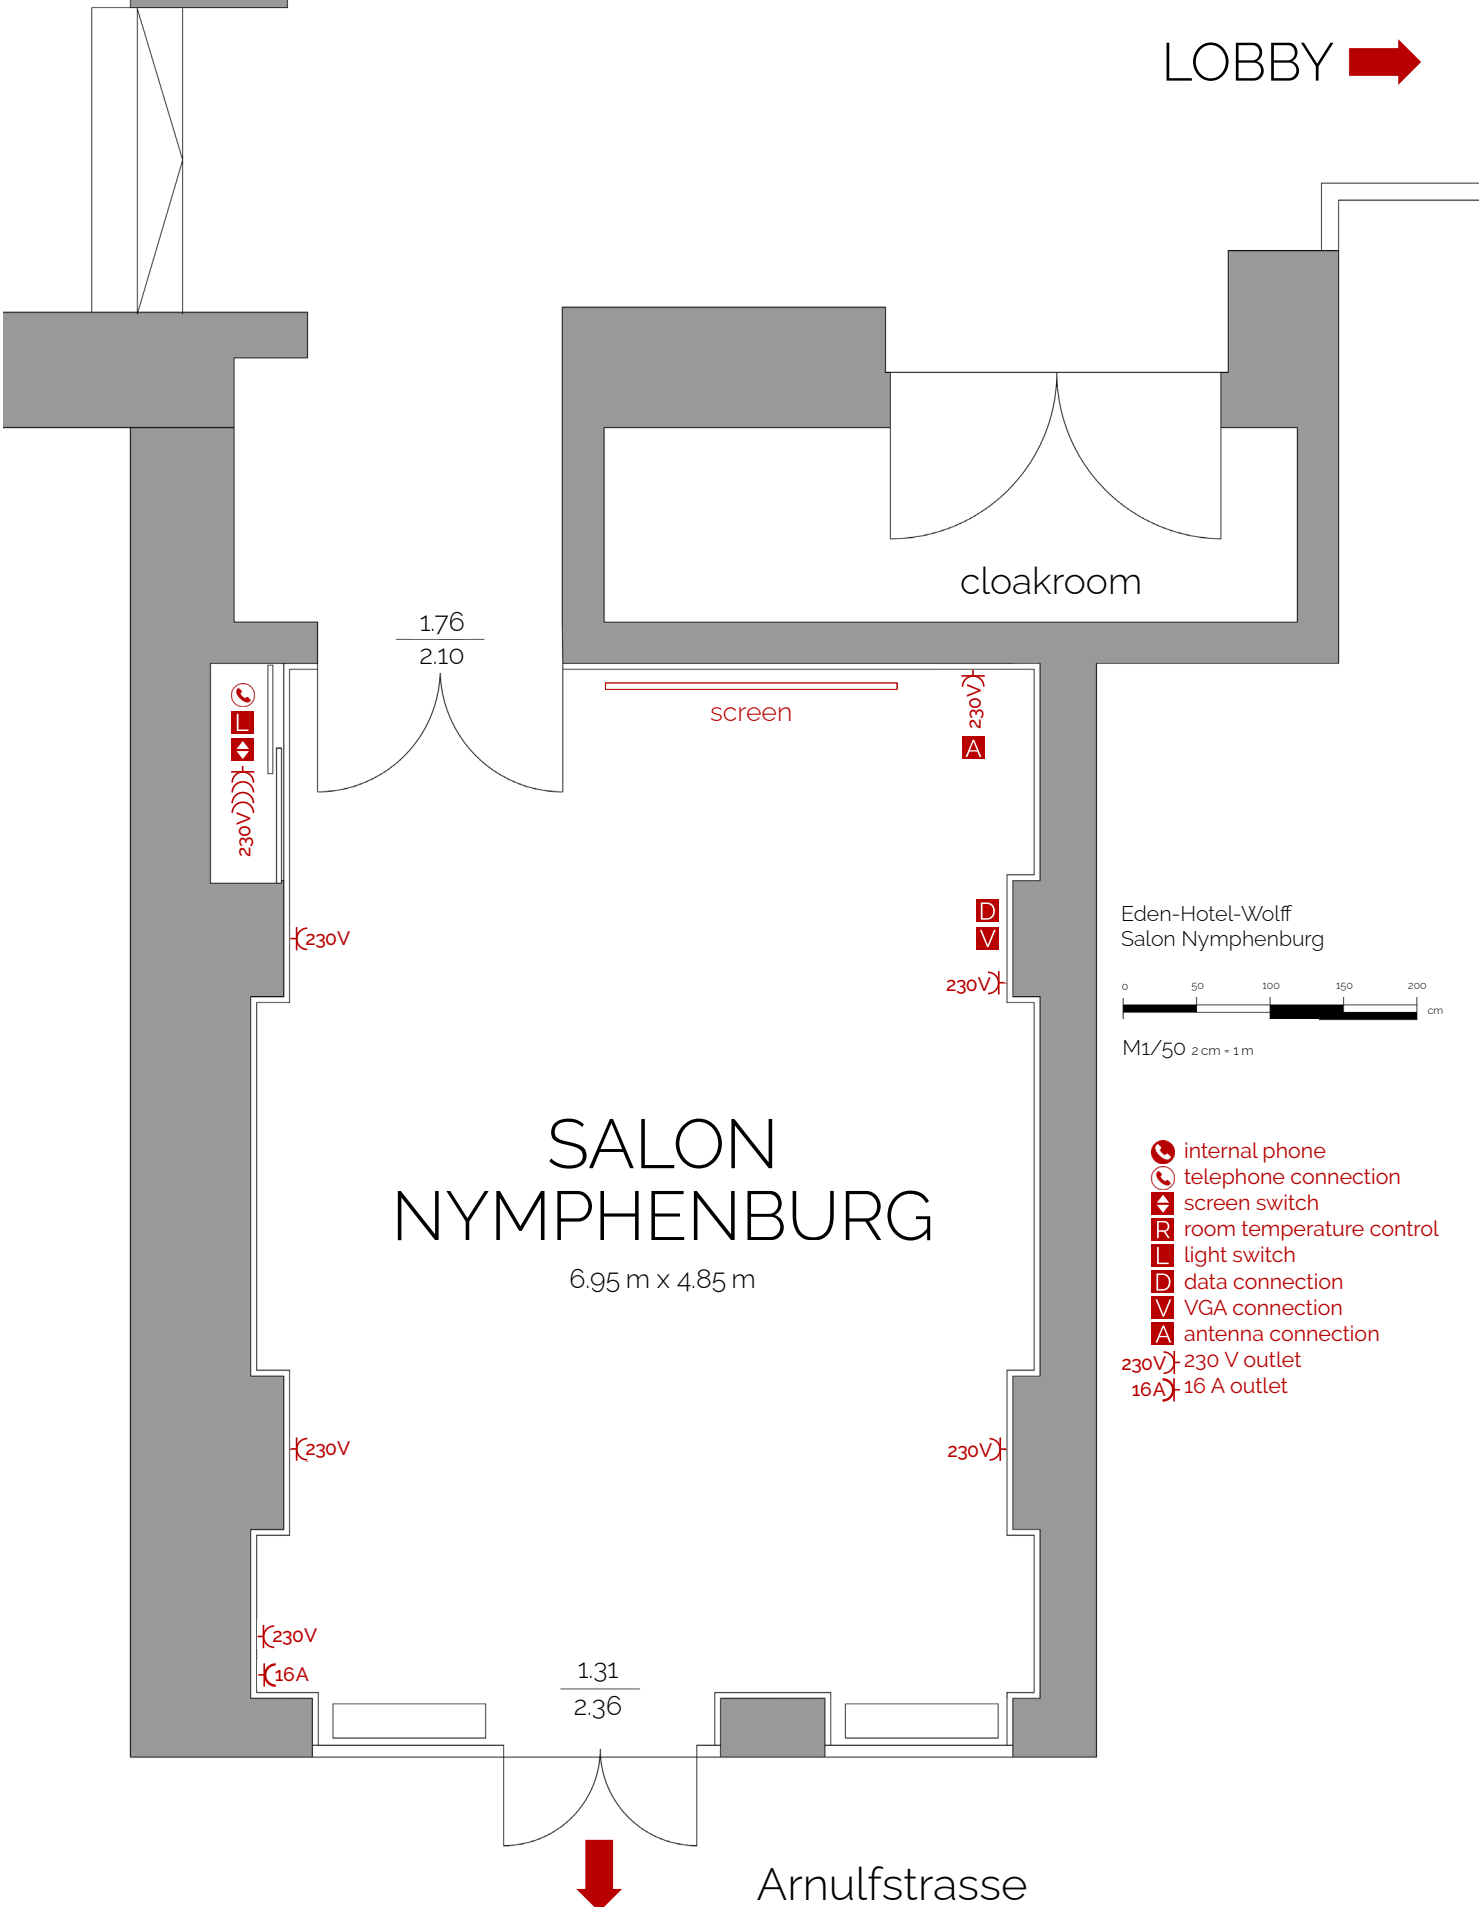 LOBBY
cloakroom
1.76
2.10
screen
230V
A
L
230V
D
V
230V
230V
Eden-Hotel-Wolff
Salon Nymphenburg
0 50 100 150 200
cm
M1/50 2 cm = 1 m
SALON
NYMPHENBURG
6.95 m x 4.85 m
internal phone
telephone connection
screen switch
R room temperature control
L light switch
D data connection
V VGA connection
A antenna connection
230V 230 V outlet
16A 16 A outlet
230V
230V
230V
16A
1.31
2.36
Arnulfstrasse